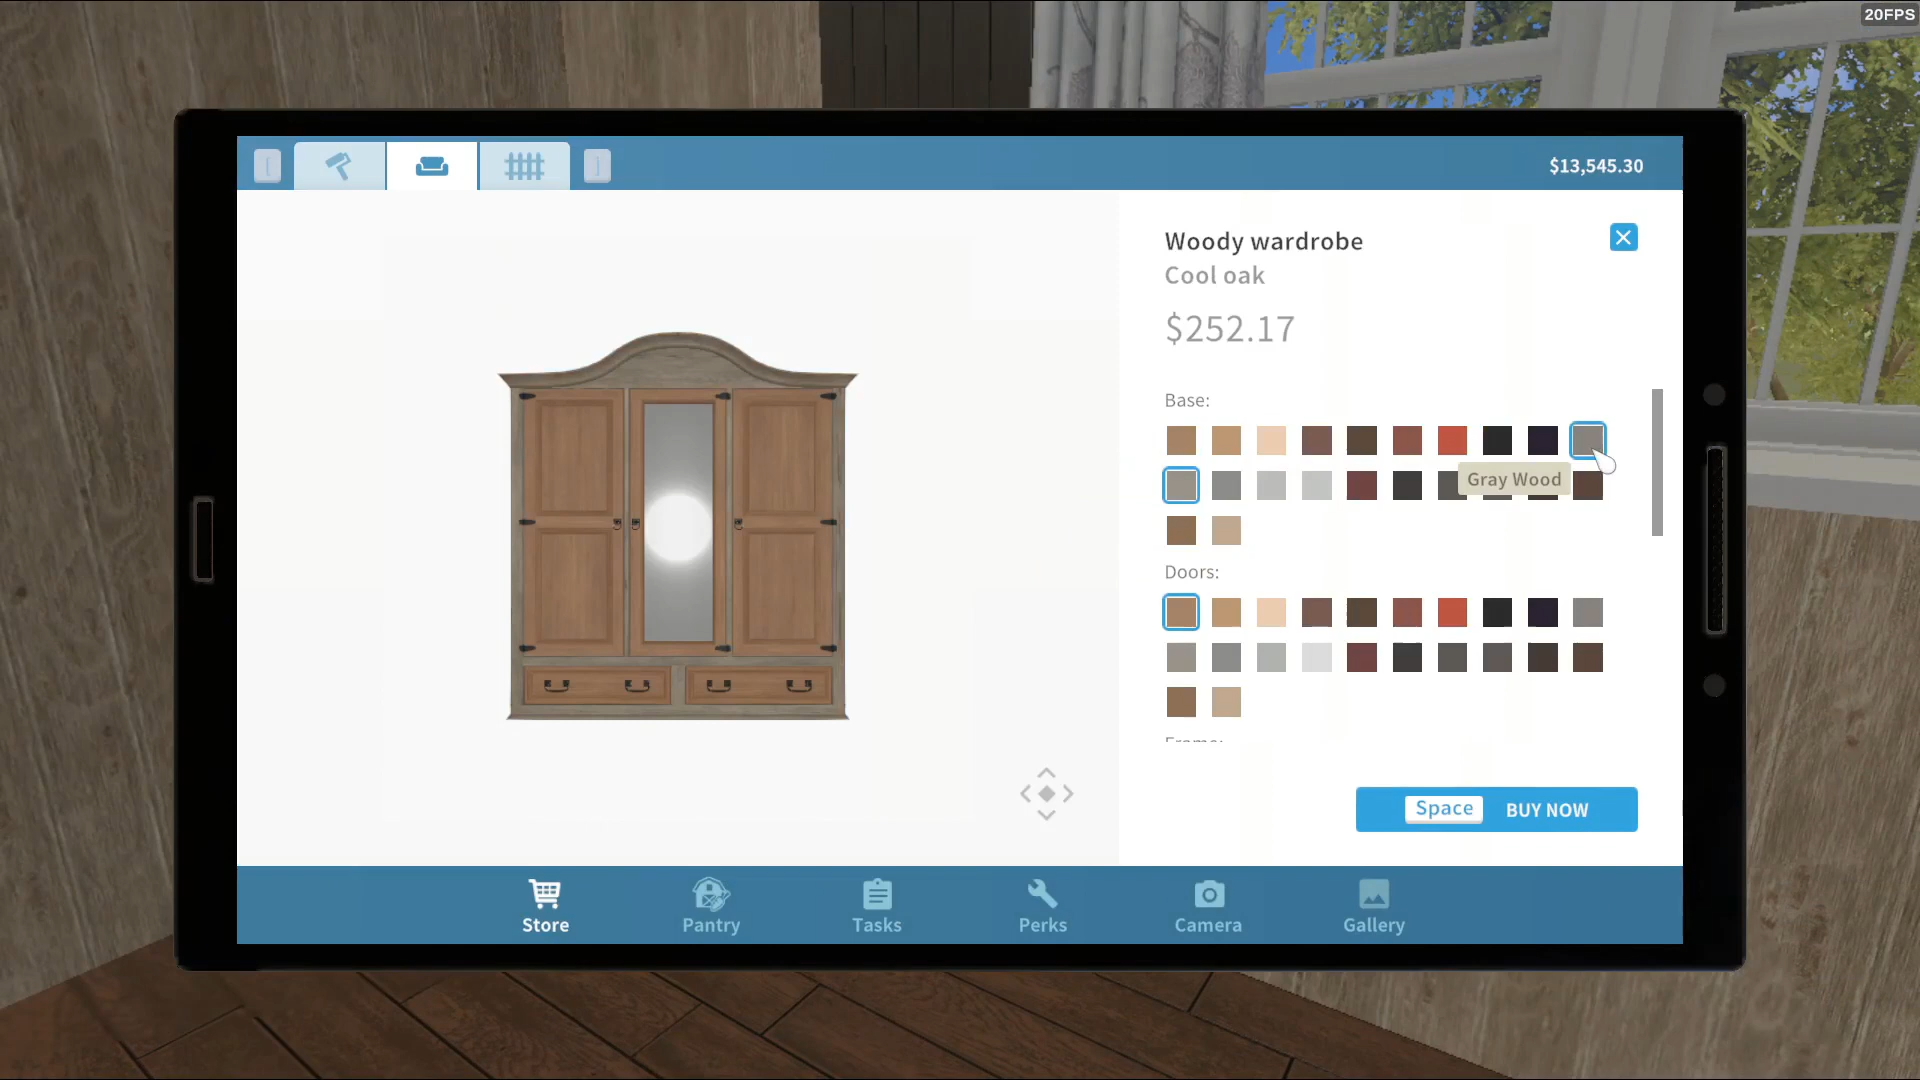 20FPS
$13,545.30
Woody wardrobe
Cool oak
$252.17
Base:
Gray Wood
Doors:
Frame:
Space BUY NOW
Store Pantry Tasks Perks Camera Gallery